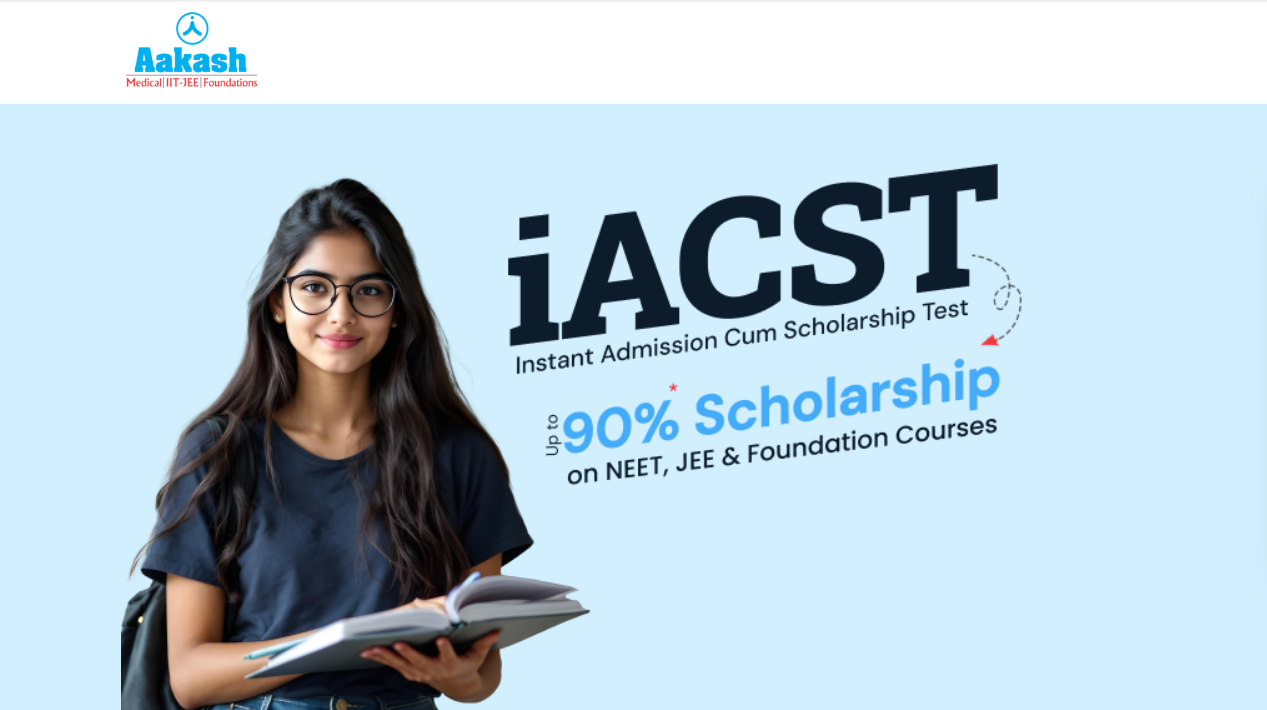 Aakash
Medical|IIT-JEE|Foundations
iACST
Instant Admission Cum Scholarship Test
Up to
90%* Scholarship
on NEET, JEE & Foundation Courses